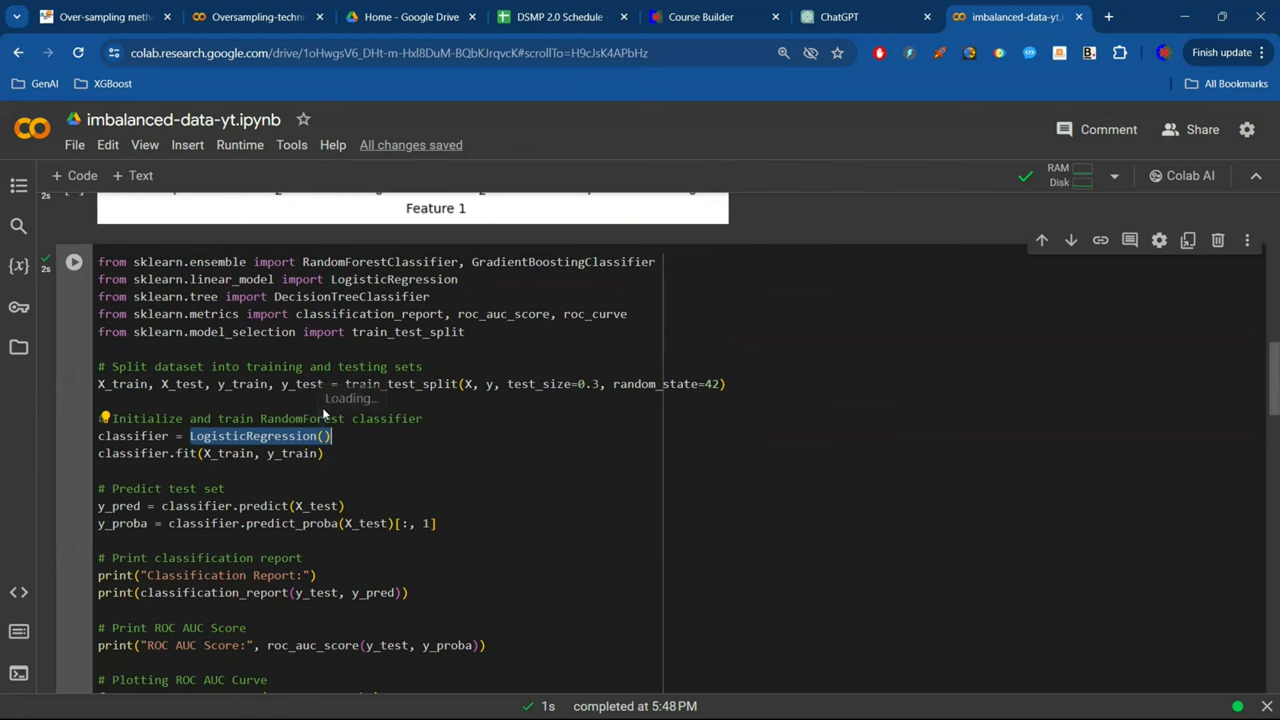 Over-sampling meth
Oversampling-techni
Home - Google Drive
DSMP 2.0 Schedule -
Course Builder
ChatGPT
imbalanced-data-yt.
colab.research.google.com/drive/1oHwgsV6_DHt-m-Hxl8DuM-BQbKJrqvcK#scrollTo=H9cJsK4APbHz
Finish update
GenAI
XGBoost
All Bookmarks
imbalanced-data-yt.ipynb
Comment
Share
File Edit View Insert Runtime Tools Help All changes saved
+ Code + Text
RAM
Disk
Colab AI
2s
Feature 1
2s
from sklearn.ensemble import RandomForestClassifier, GradientBoostingClassifier
from sklearn.linear_model import LogisticRegression
from sklearn.tree import DecisionTreeClassifier
from sklearn.metrics import classification_report, roc_auc_score, roc_curve
from sklearn.model_selection import train_test_split
# Split dataset into training and testing sets
X_train, X_test, y_train, y_test = train_test_split(X, y, test_size=0.3, random_state=42)
Loading...
# Initialize and train RandomForest classifier
classifier = LogisticRegression()
classifier.fit(X_train, y_train)
# Predict test set
y_pred = classifier.predict(X_test)
y_proba = classifier.predict_proba(X_test)[:, 1]
# Print classification report
print("Classification Report:")
print(classification_report(y_test, y_pred))
# Print ROC AUC Score
print("ROC AUC Score:", roc_auc_score(y_test, y_proba))
# Plotting ROC AUC Curve
1s completed at 5:48 PM